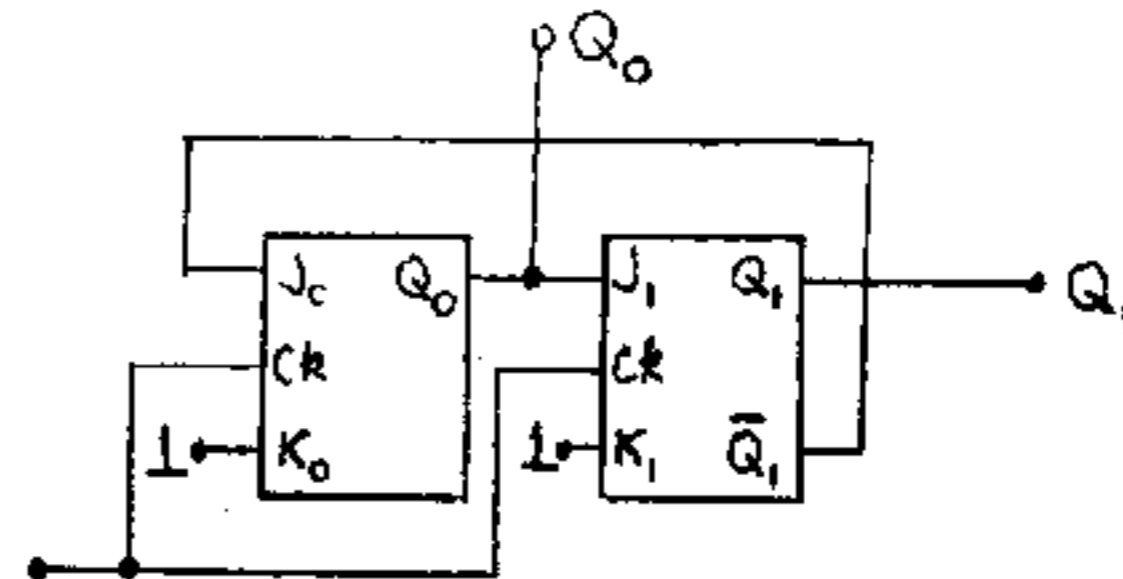 Q₀
J₀ Q₀
J₁ Q₁
Q₁
Ck
Ck
1 K₀
1 K₁ Q̅₁